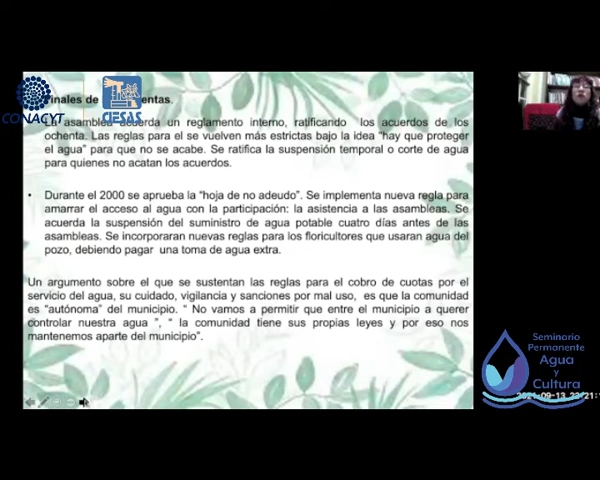 CONACYT
CIESAS
inales de entas.
La asamblea acuerda un reglamento interno, ratificando los acuerdos de los
ochenta. Las reglas para el se vuelven más estrictas bajo la idea "hay que proteger
el agua" para que no se acabe. Se ratifica la suspensión temporal o corte de agua
para quienes no acatan los acuerdos.
• Durante el 2000 se aprueba la "hoja de no adeudo". Se implementa nueva regla para
amarrar el acceso al agua con la participación: la asistencia a las asambleas. Se
acuerda la suspensión del suministro de agua potable cuatro días antes de las
asambleas. Se incorporaran nuevas reglas para los floricultores que usaran agua del
pozo, debiendo pagar una toma de agua extra.
Un argumento sobre el que se sustentan las reglas para el cobro de cuotas por el
servicio del agua, su cuidado, vigilancia y sanciones por mal uso, es que la comunidad
es "autónoma" del municipio. " No vamos a permitir que entre el municipio a querer
controlar nuestra agua ", " la comunidad tiene sus propias leyes y por eso nos
mantenemos aparte del municipio".
Seminario
Permanente
Agua
y
Cultura
2021-09-13